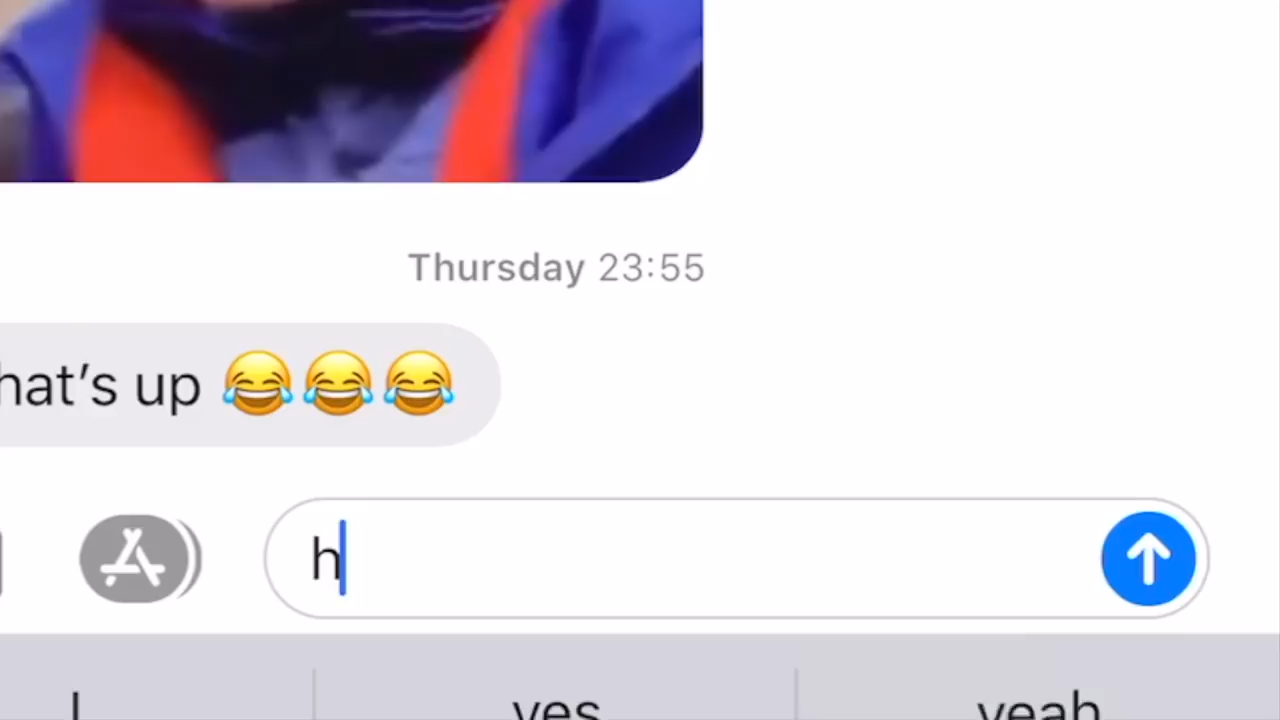 Thursday 23:55
hat’s up 😂😂😂
h
I yes yeah